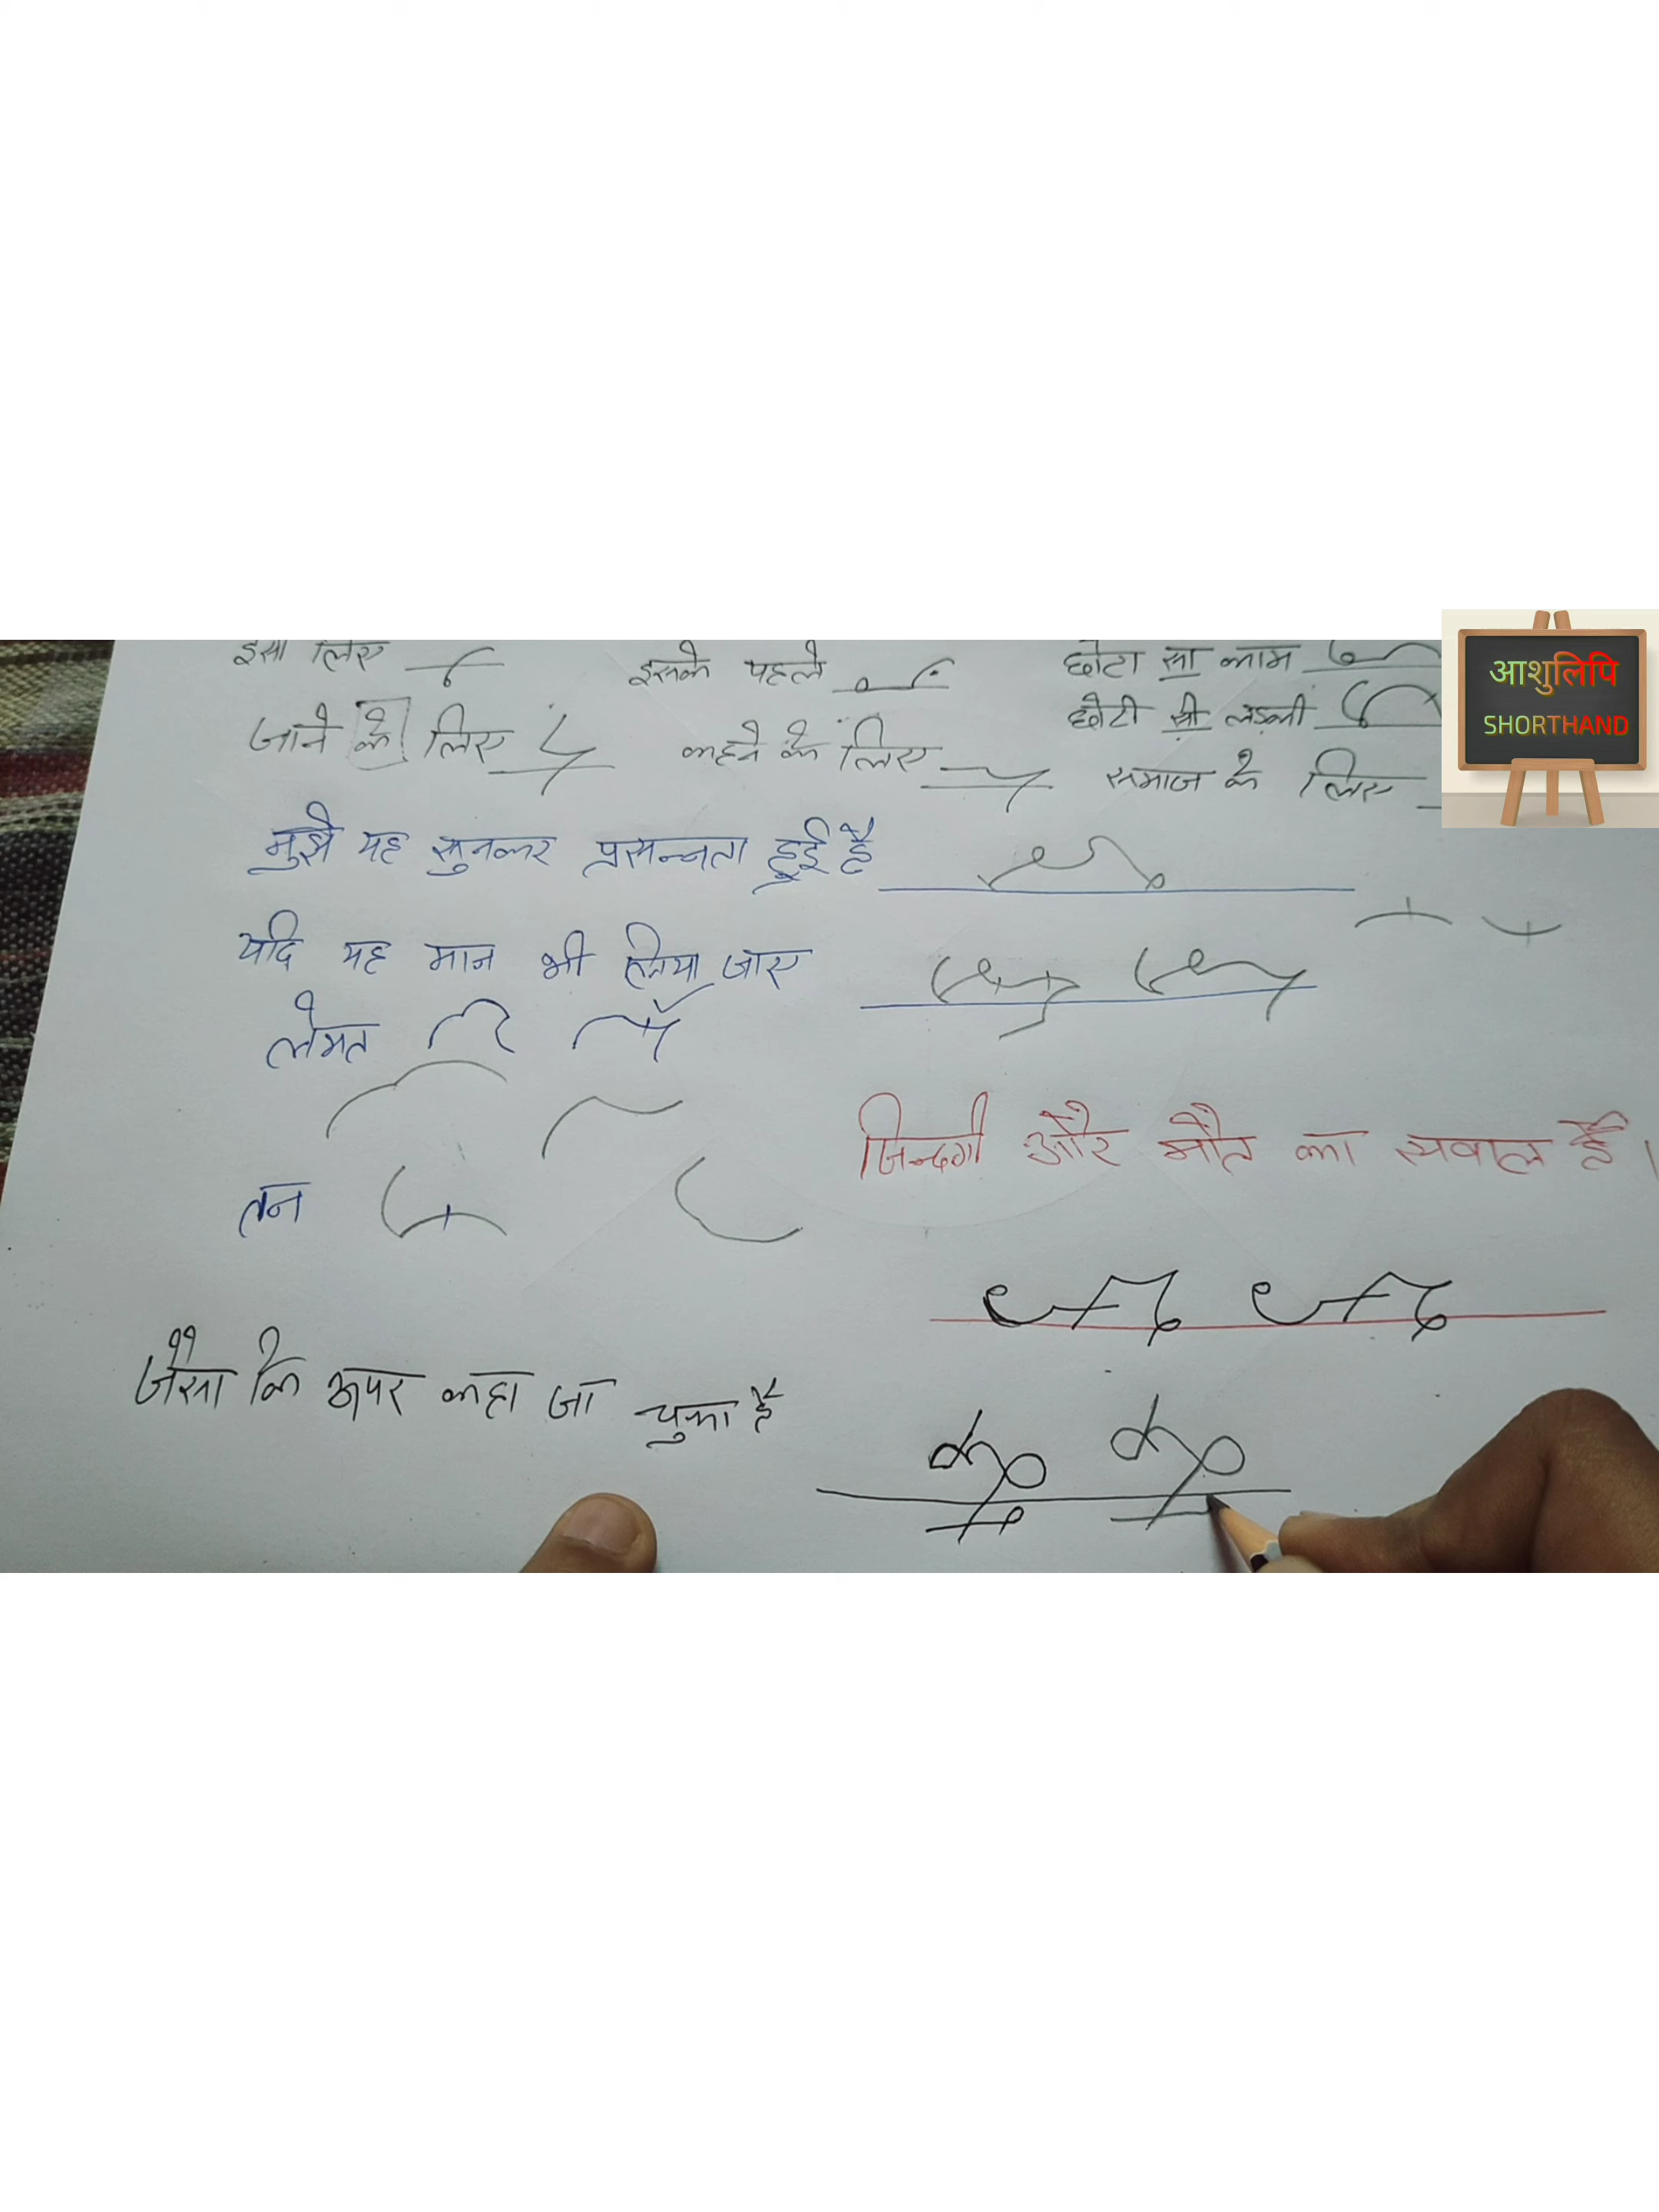 इसी लिए इसके पहले छोटा सा काम
जाने के लिए कहने के लिए छोटी सी लड़की
समाज के लिए
मुझे यह सुनकर प्रसन्नता हुई है
यदि यह मान भी लिया जाए
लेमत
जिन्दगी और मौत का सवाल है।
तन
जैसा कि ऊपर कहा जा चुका है
आशुलिपि
SHORTHAND